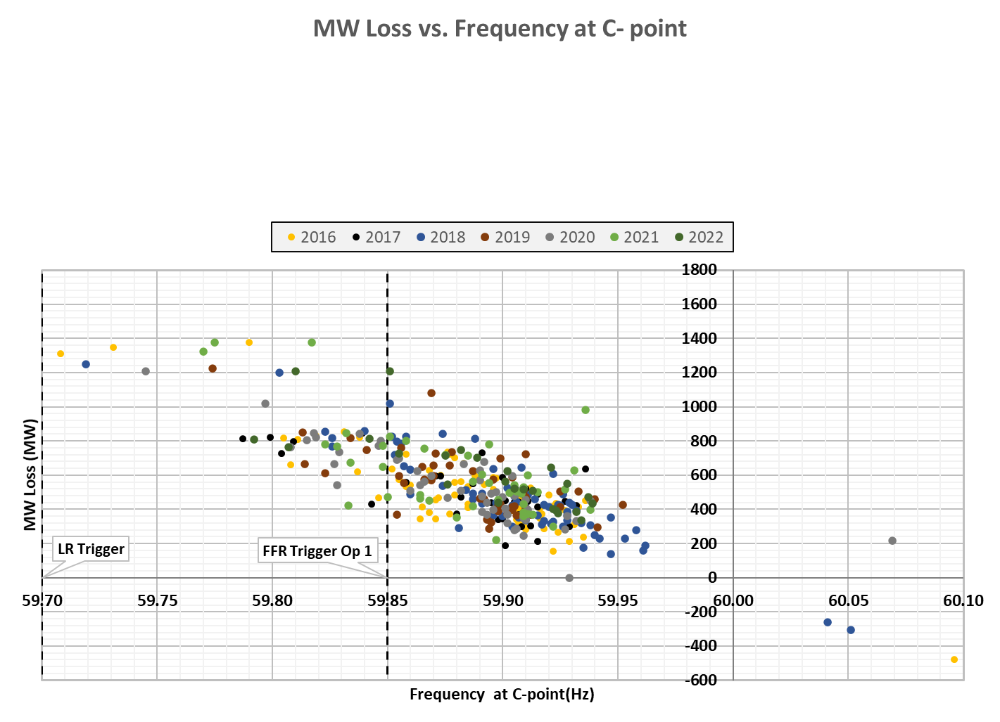 MW Loss vs. Frequency at C- point
2016 2017 2018 2019 2020 2021 2022
1800
1600
1400
1200
1000
800
600
400
200
0
-200
-400
-600
MW Loss (MW)
LR Trigger
FFR Trigger Op 1
59.70 59.75 59.80 59.85 59.90 59.95 60.00 60.05 60.10
Frequency at C-point(Hz)